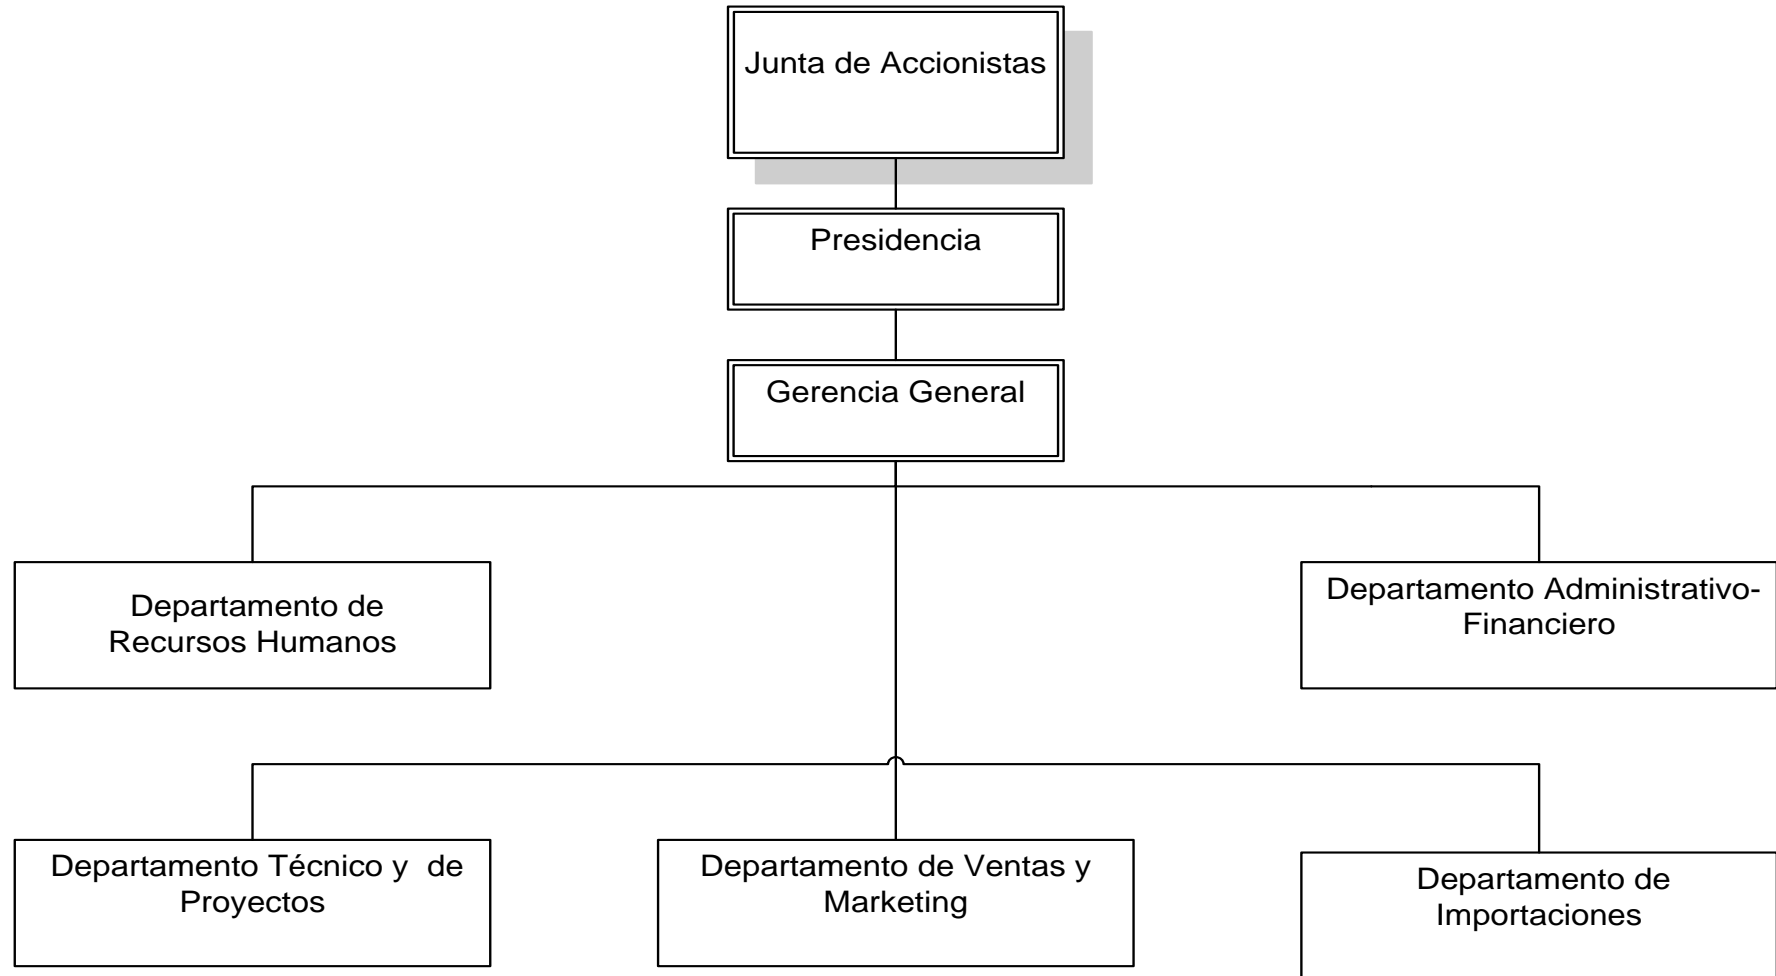 Junta de Accionistas
Presidencia
Gerencia General
Departamento de
Recursos Humanos
Departamento Administrativo-
Financiero
Departamento Técnico y  de
Proyectos
Departamento de Ventas y
Marketing
Departamento de
Importaciones